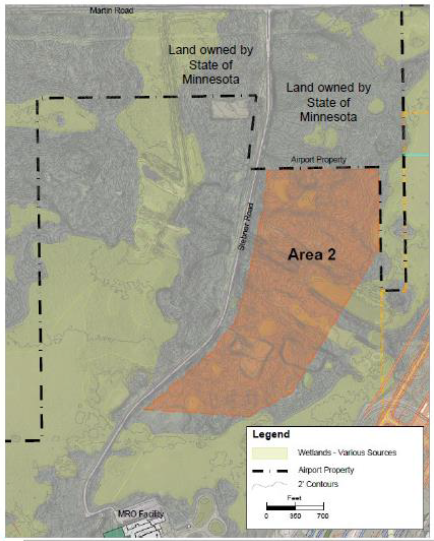 Martin Road
Land owned by
State of
Minnesota
Land owned by
State of
Minnesota
Airport Property
Stebner Road
Area 2
Legend
Wetlands - Various Sources
Airport Property
2' Contours
Feet
0 350 700
MRO Facility